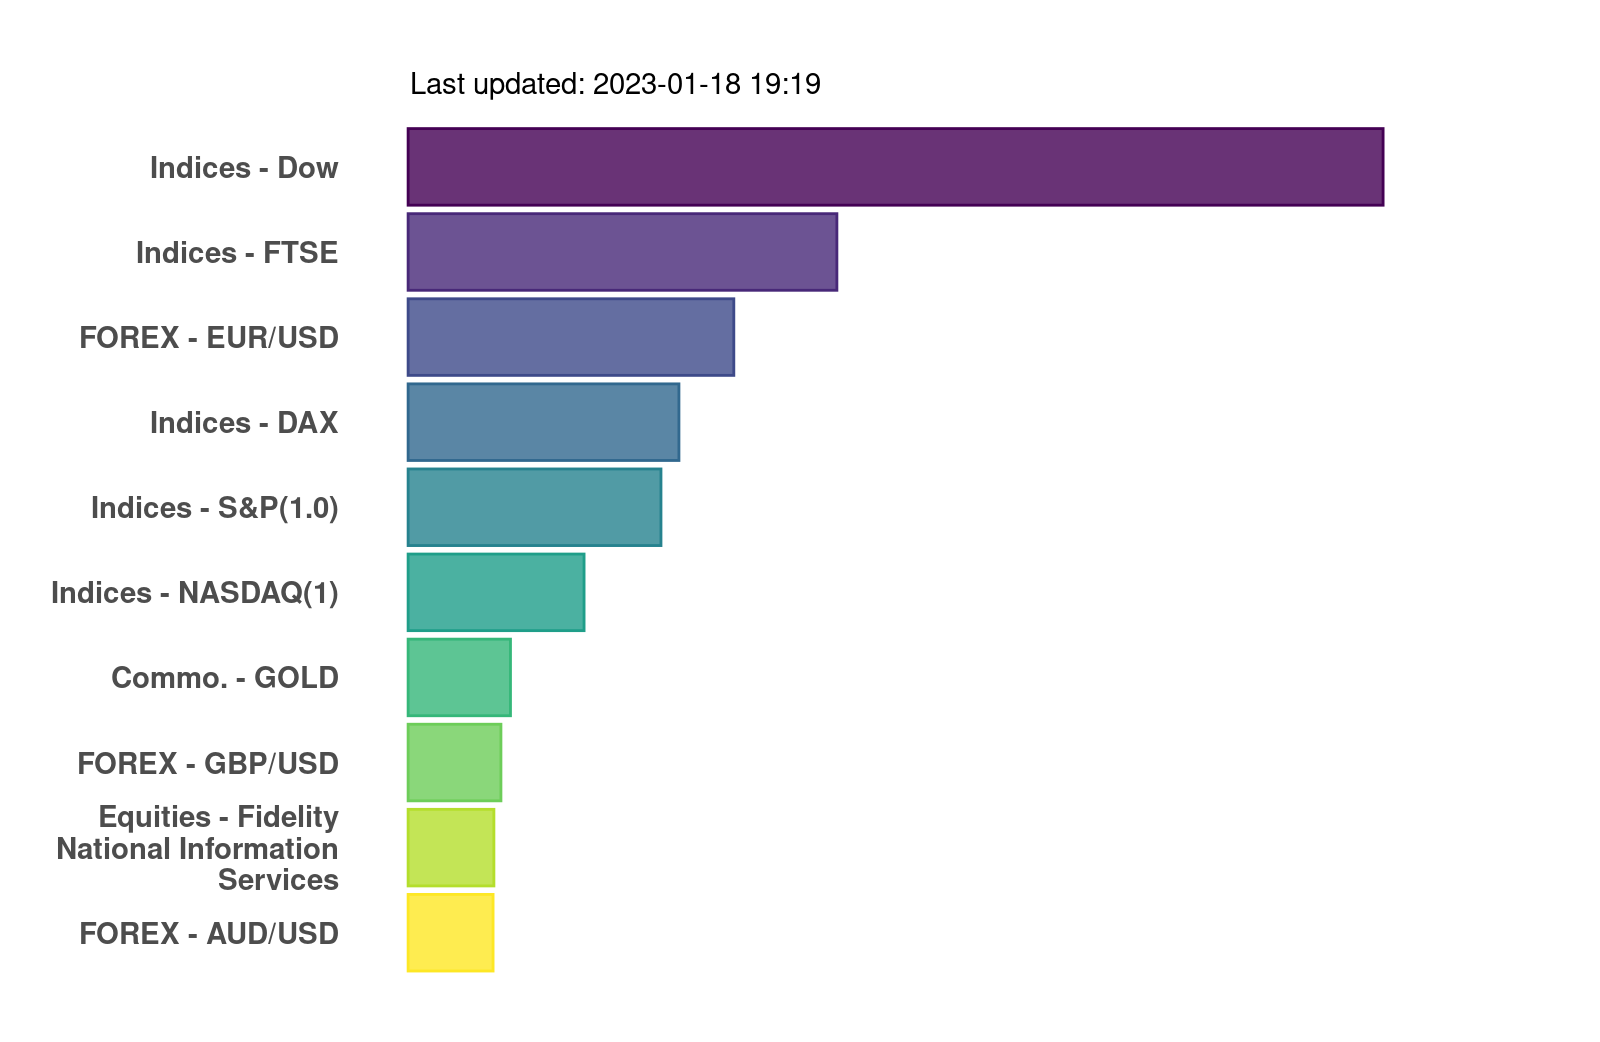 Last updated: 2023-01-18 19:19
Indices - Dow
Indices - FTSE
FOREX - EUR/USD
Indices - DAX
Indices - S&P(1.0)
Indices - NASDAQ(1)
Commo. - GOLD
FOREX - GBP/USD
Equities - Fidelity
National Information
Services
FOREX - AUD/USD